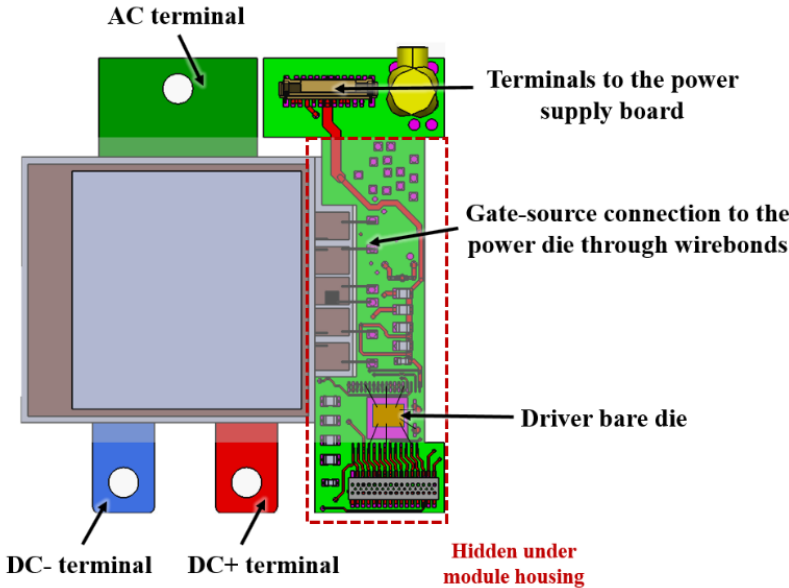 AC terminal
Terminals to the power
supply board
Gate-source connection to the
power die through wirebonds
Driver bare die
DC- terminal
DC+ terminal
Hidden under
module housing